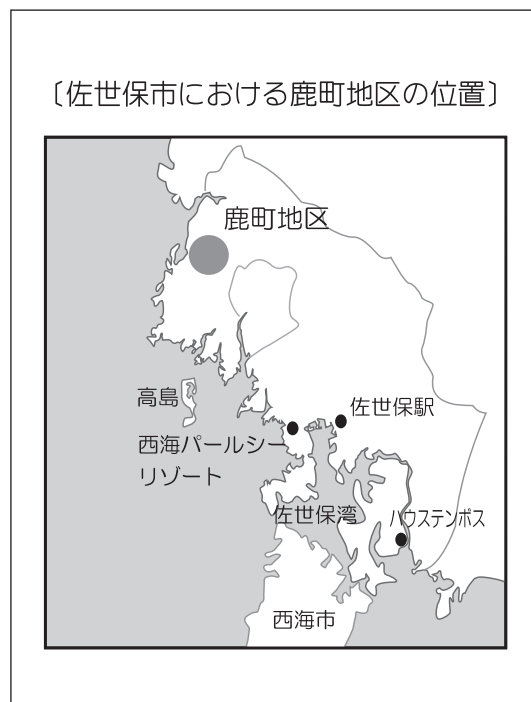 〔佐世保市における鹿町地区の位置〕
鹿町地区
高島
佐世保駅
西海パールシー
リゾート
佐世保湾
ハウステンボス
西海市